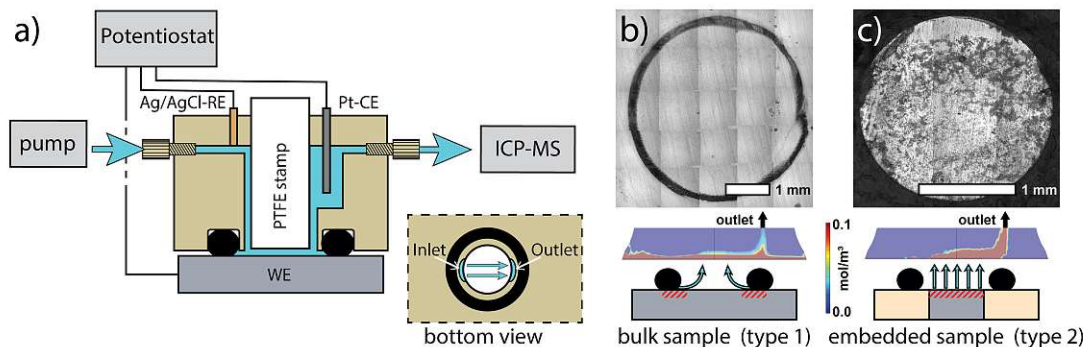 a)
Potentiostat
Ag/AgCl-RE
Pt-CE
pump
PTFE stamp
ICP-MS
WE
Inlet
Outlet
bottom view
b)
1 mm
outlet
0.1
mol/m³
0.0
bulk sample (type 1)
c)
1 mm
outlet
embedded sample (type 2)